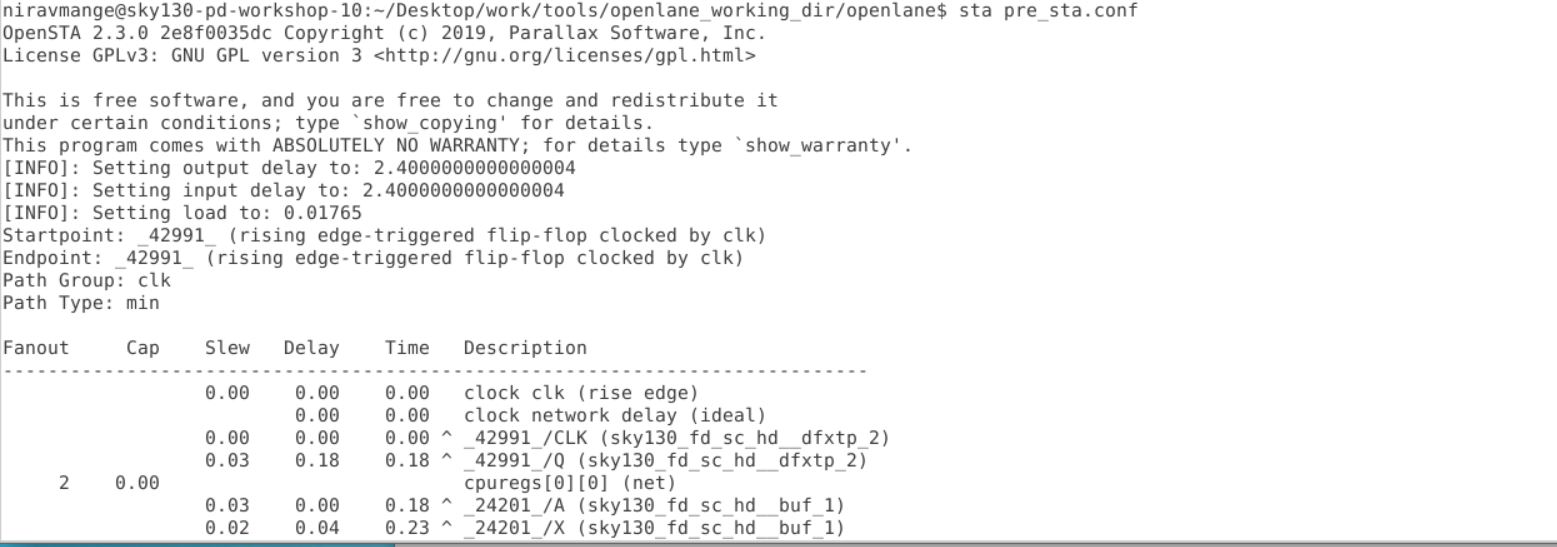 niravmange@sky130-pd-workshop-10:~/Desktop/work/tools/openlane_working_dir/openlane$ sta pre_sta.conf
OpenSTA 2.3.0 2e8f0035dc Copyright (c) 2019, Parallax Software, Inc.
License GPLv3: GNU GPL version 3 <http://gnu.org/licenses/gpl.html>

This is free software, and you are free to change and redistribute it
under certain conditions; type `show_copying' for details.
This program comes with ABSOLUTELY NO WARRANTY; for details type `show_warranty'.
[INFO]: Setting output delay to: 2.4000000000000004
[INFO]: Setting input delay to: 2.4000000000000004
[INFO]: Setting load to: 0.01765
Startpoint: _42991_ (rising edge-triggered flip-flop clocked by clk)
Endpoint: _42991_ (rising edge-triggered flip-flop clocked by clk)
Path Group: clk
Path Type: min

Fanout     Cap    Slew   Delay    Time   Description
-----------------------------------------------------------------------------
                  0.00    0.00    0.00   clock clk (rise edge)
                          0.00    0.00   clock network delay (ideal)
                  0.00    0.00    0.00 ^ _42991_/CLK (sky130_fd_sc_hd__dfxtp_2)
                  0.03    0.18    0.18 ^ _42991_/Q (sky130_fd_sc_hd__dfxtp_2)
     2    0.00                           cpuregs[0][0] (net)
                  0.03    0.00    0.18 ^ _24201_/A (sky130_fd_sc_hd__buf_1)
                  0.02    0.04    0.23 ^ _24201_/X (sky130_fd_sc_hd__buf_1)